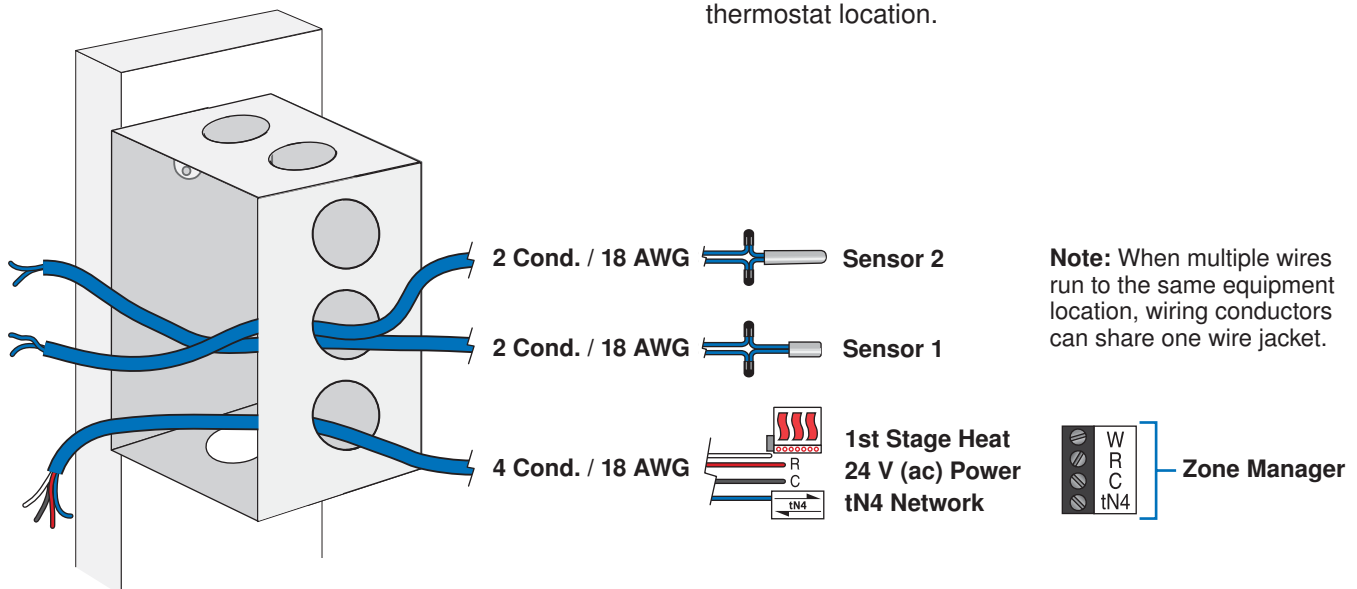 thermostat location.
2 Cond. / 18 AWG
Sensor 2
Note: When multiple wires
run to the same equipment
location, wiring conductors
can share one wire jacket.
2 Cond. / 18 AWG
Sensor 1
4 Cond. / 18 AWG
1st Stage Heat
R
24 V (ac) Power
C
tN4
tN4 Network
W
R
C
tN4
Zone Manager